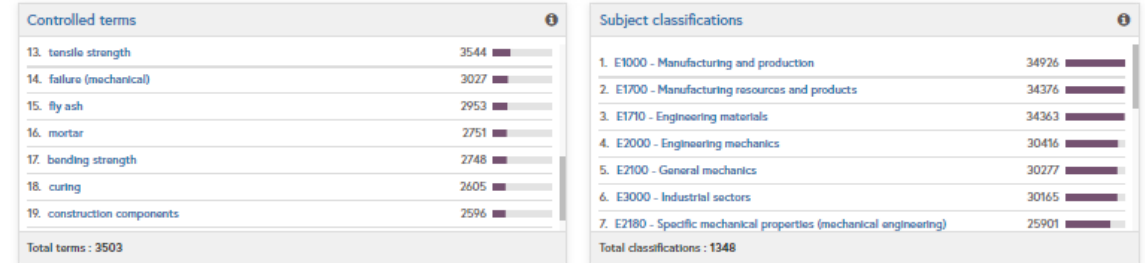 Controlled terms
13. tensile strength 3544
14. failure (mechanical) 3027
15. fly ash 2953
16. mortar 2751
17. bending strength 2748
18. curing 2605
19. construction components 2596
Total terms : 3503
Subject classifications
1. E1000 - Manufacturing and production 34926
2. E1700 - Manufacturing resources and products 34376
3. E1710 - Engineering materials 34363
4. E2000 - Engineering mechanics 30416
5. E2100 - General mechanics 30277
6. E3000 - Industrial sectors 30165
7. E2180 - Specific mechanical properties (mechanical engineering) 25901
Total classifications : 1348